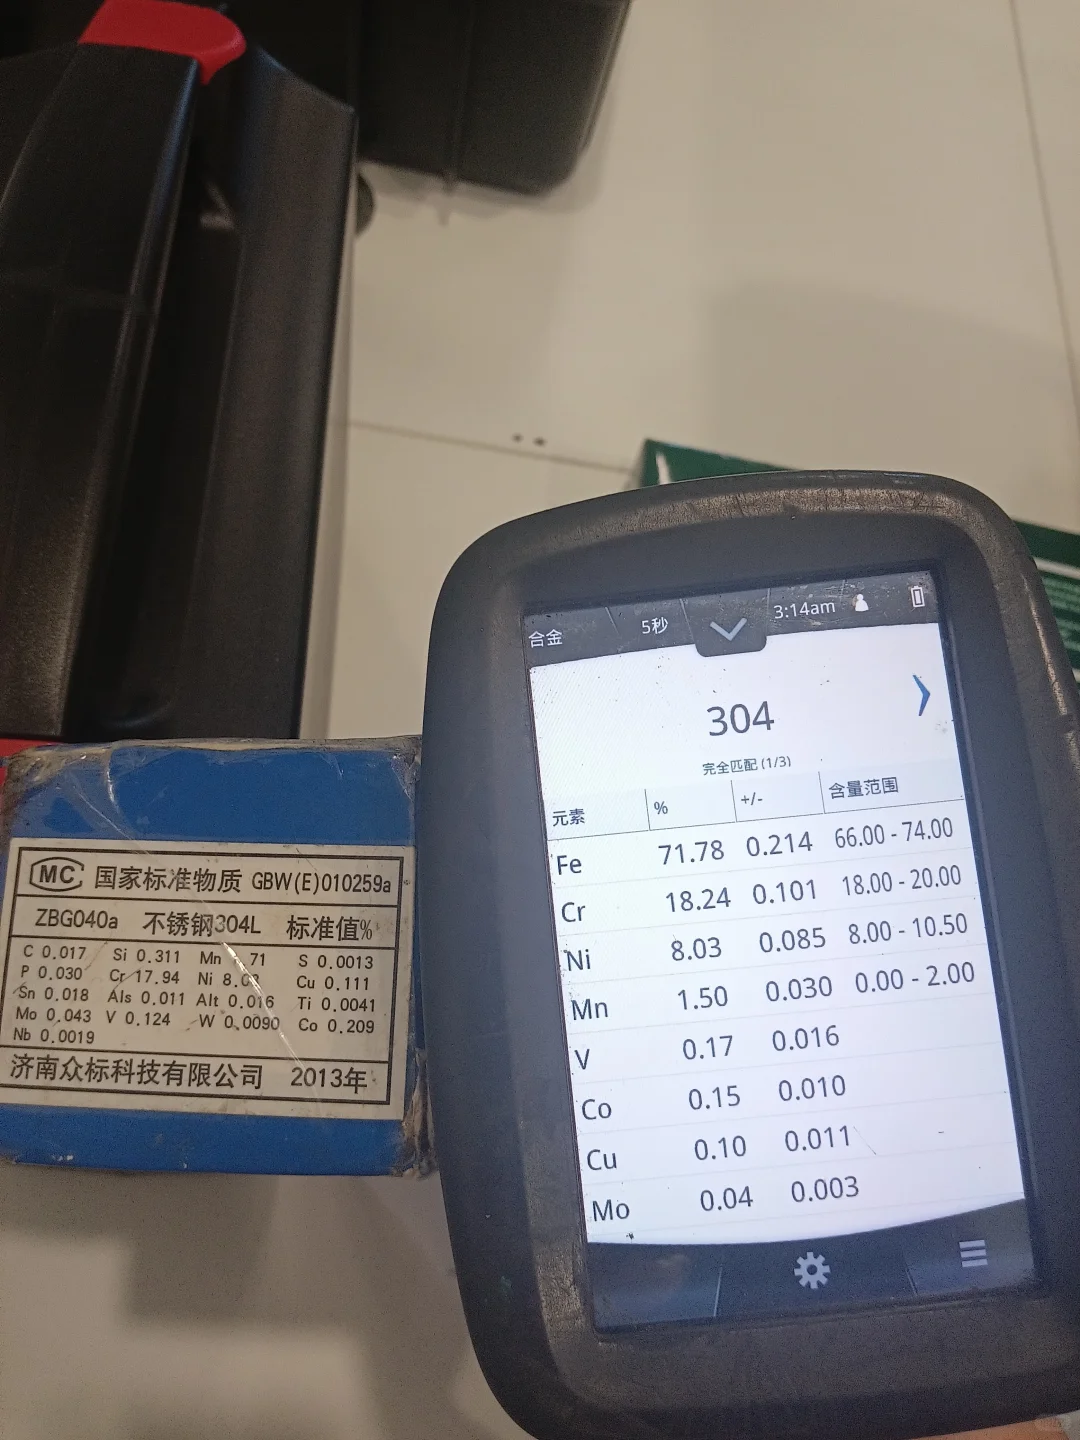 MC 国家标准物质 GBW(E)010259a
ZBG040a 不锈钢304L 标准值%
C 0.017 Si 0.311 Mn 71 S 0.0013
P 0.030 Cr 17.94 Ni Cu 0.111
Sn 0.018 Als 0.011 Alt 0.016 Ti 0.0041
Mo 0.043 V 0.124 W 0.0090 Co 0.209
Nb 0.0019
济南众标科技有限公司 2013年
合金 5秒 3:14am
304
完全匹配 (1/3)
元素 % +/- 含量范围
Fe 71.78 0.214 66.00 - 74.00
Cr 18.24 0.101 18.00 - 20.00
Ni 8.03 0.085 8.00 - 10.50
Mn 1.50 0.030 0.00 - 2.00
V 0.17 0.016
Co 0.15 0.010
Cu 0.10 0.011
Mo 0.04 0.003